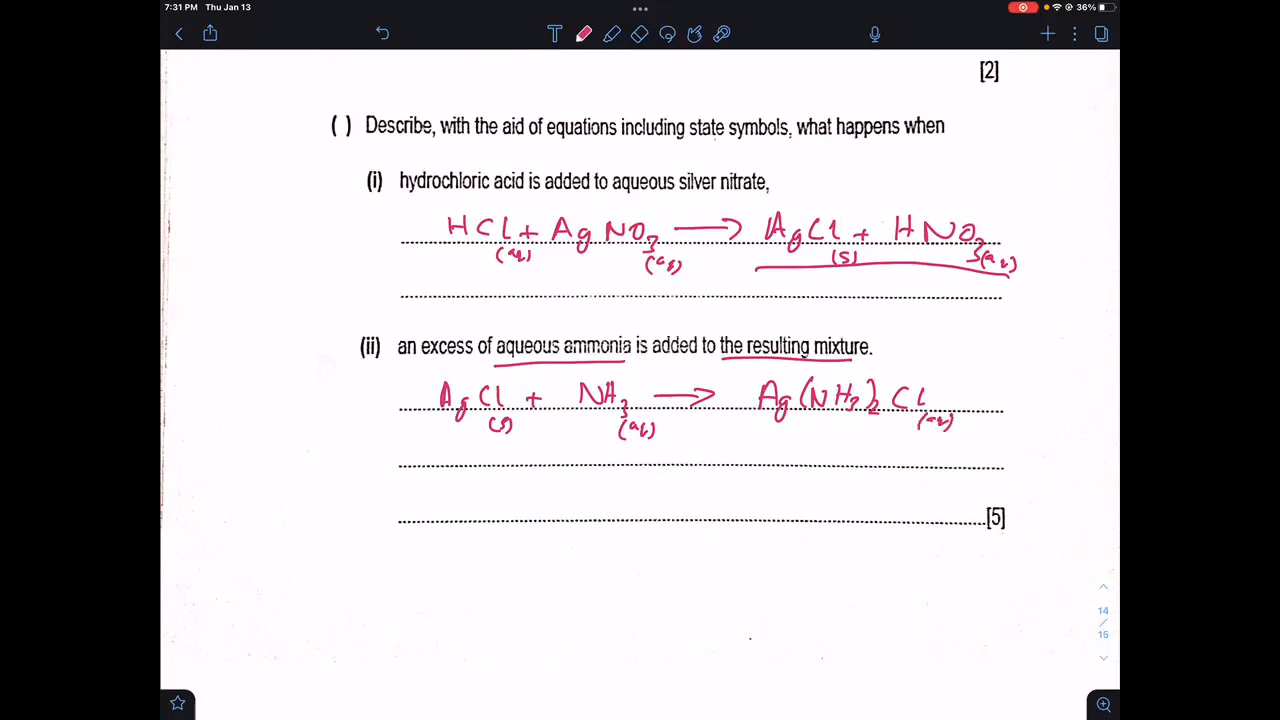 7:31 PM Thu Jan 13
36%
T
[2]
( ) Describe, with the aid of equations including state symbols, what happens when
(i) hydrochloric acid is added to aqueous silver nitrate,
HCl + AgNO3 → AgCl + HNO3
(aq) (aq) (s) (aq)
(ii) an excess of aqueous ammonia is added to the resulting mixture.
AgCl + NH3 → Ag(NH3)2Cl
(s) (aq) (aq)
[5]
14
/
15